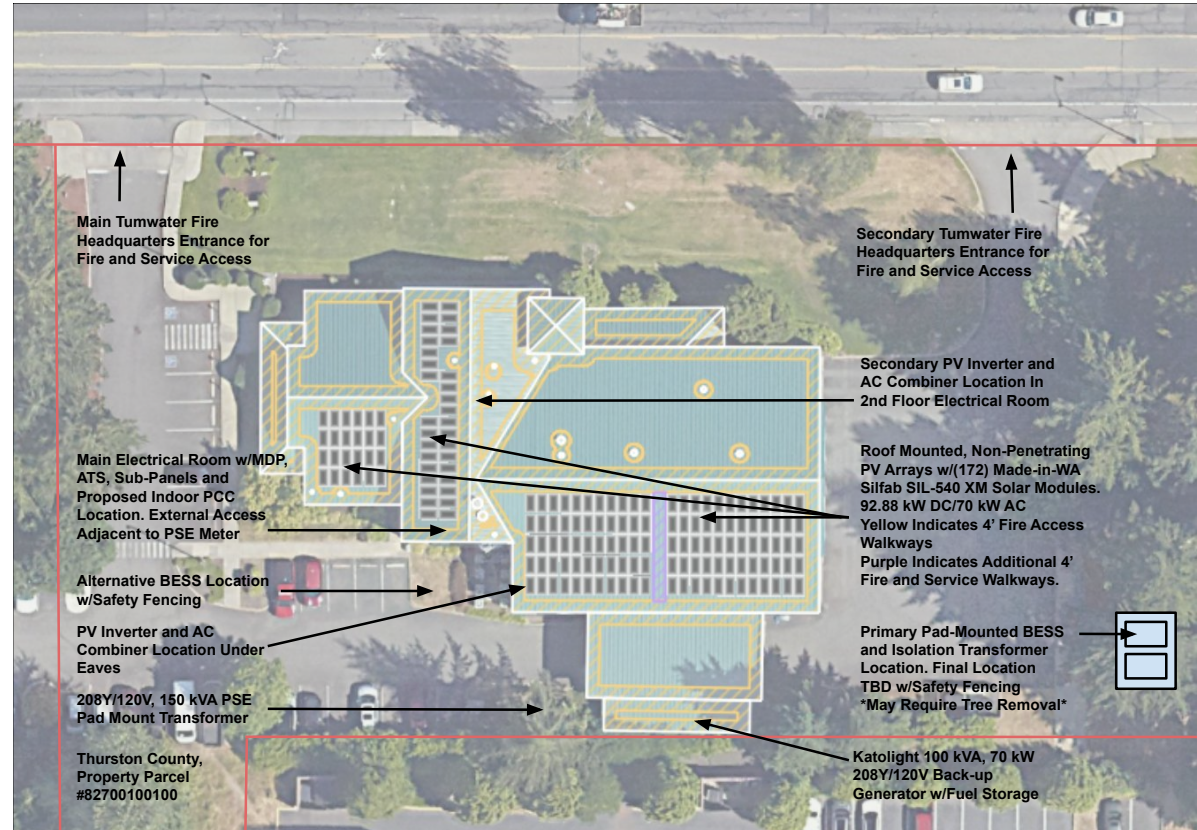 Main Tumwater Fire
Headquarters Entrance for
Fire and Service Access
Secondary Tumwater Fire
Headquarters Entrance for
Fire and Service Access
Secondary PV Inverter and
AC Combiner Location In
2nd Floor Electrical Room
Main Electrical Room w/MDP,
ATS, Sub-Panels and
Proposed Indoor PCC
Location. External Access
Adjacent to PSE Meter
Roof Mounted, Non-Penetrating
PV Arrays w/(172) Made-in-WA
Silfab SIL-540 XM Solar Modules.
92.88 kW DC/70 kW AC
Yellow Indicates 4' Fire Access
Walkways
Purple Indicates Additional 4'
Fire and Service Walkways.
Alternative BESS Location
w/Safety Fencing
PV Inverter and AC
Combiner Location Under
Eaves
Primary Pad-Mounted BESS
and Isolation Transformer
Location. Final Location
TBD w/Safety Fencing
*May Require Tree Removal*
208Y/120V, 150 kVA PSE
Pad Mount Transformer
Thurston County,
Property Parcel
#82700100100
Katolight 100 kVA, 70 kW
208Y/120V Back-up
Generator w/Fuel Storage